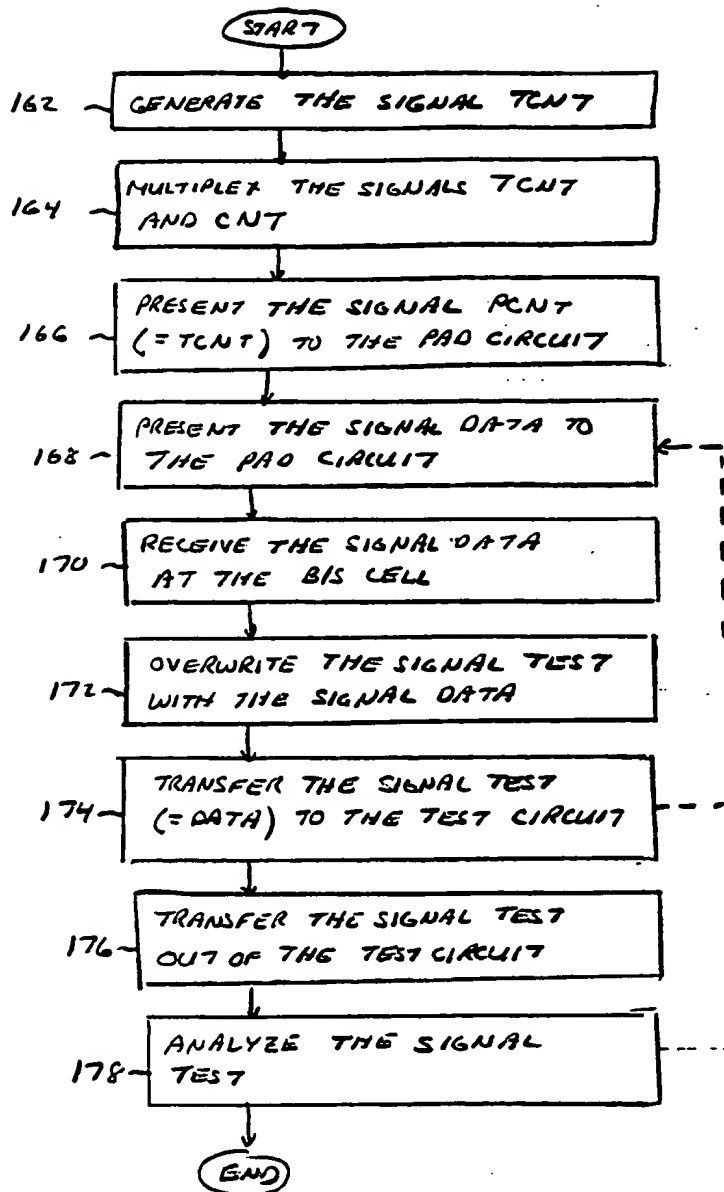 START
162 GENERATE THE SIGNAL TCNT
MULTIPLEX THE SIGNALS TCNT
164 AND CNT
PRESENT THE SIGNAL PCNT
166 (= TCNT) TO THE PAD CIRCUIT
PRESENT THE SIGNAL DATA TO
168 THE PAD CIRCUIT
RECEIVE THE SIGNAL DATA
170 AT THE B/S CELL
OVERWRITE THE SIGNAL TEST
172 WITH THE SIGNAL DATA
TRANSFER THE SIGNAL TEST
174 (= DATA) TO THE TEST CIRCUIT
TRANSFER THE SIGNAL TEST
176 OUT OF THE TEST CIRCUIT
ANALYZE THE SIGNAL
178 TEST
END